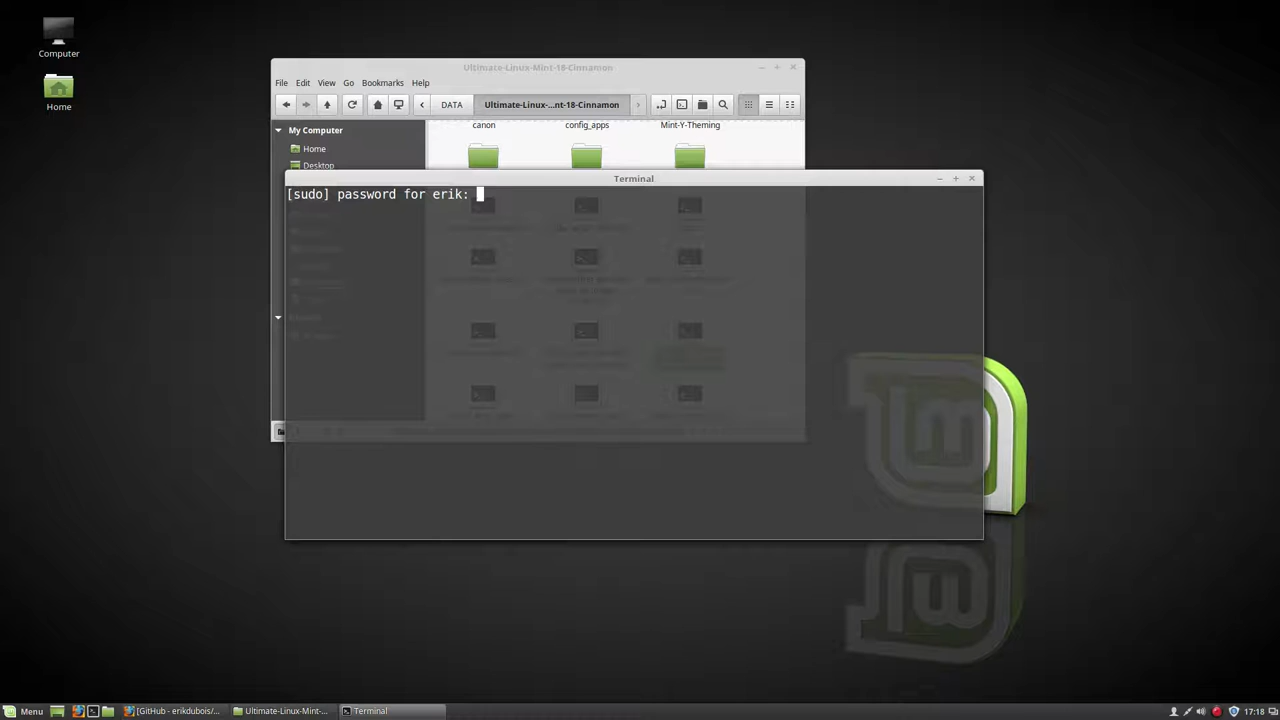 Computer
Home
Ultimate-Linux-Mint-18-Cinnamon
File Edit View Go Bookmarks Help
DATA Ultimate-Linux-...nt-18-Cinnamon
My Computer
canon config_apps Mint-Y-Theming
Home
Desktop
Terminal
[sudo] password for erik:
Menu [GitHub - erikdubois/... Ultimate-Linux-Mint-... Terminal 17:18